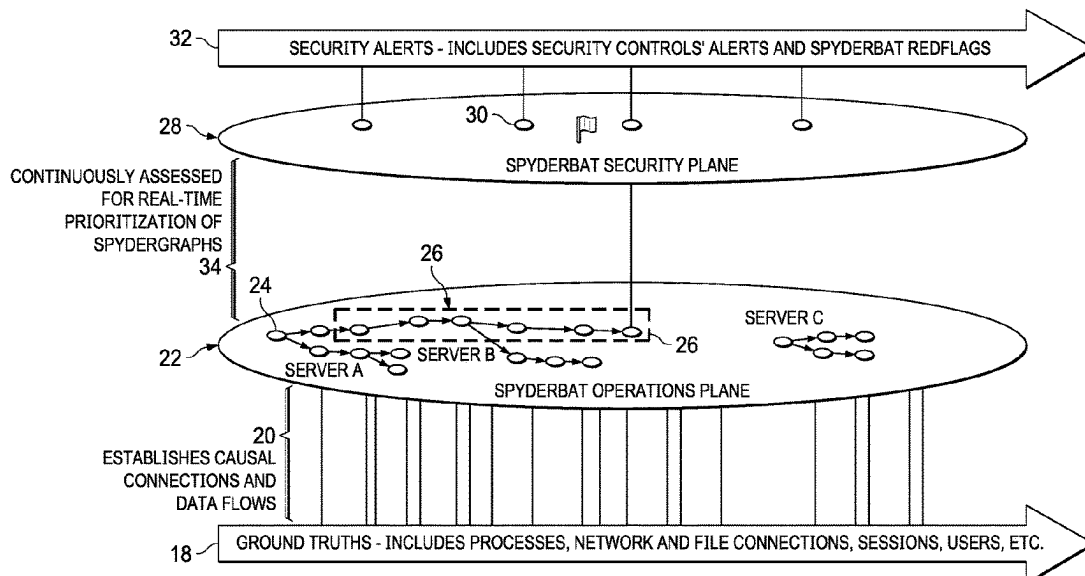 32
SECURITY ALERTS - INCLUDES SECURITY CONTROLS' ALERTS AND SPYDERBAT REDFLAGS
30
28
SPYDERBAT SECURITY PLANE
CONTINUOUSLY ASSESSED
FOR REAL-TIME
PRIORITIZATION OF
SPYDERGRAPHS
34
26
24
SERVER C
26
22
SERVER B
SERVER A
SPYDERBAT OPERATIONS PLANE
20
ESTABLISHES CAUSAL
CONNECTIONS AND
DATA FLOWS
18
GROUND TRUTHS - INCLUDES PROCESSES, NETWORK AND FILE CONNECTIONS, SESSIONS, USERS, ETC.